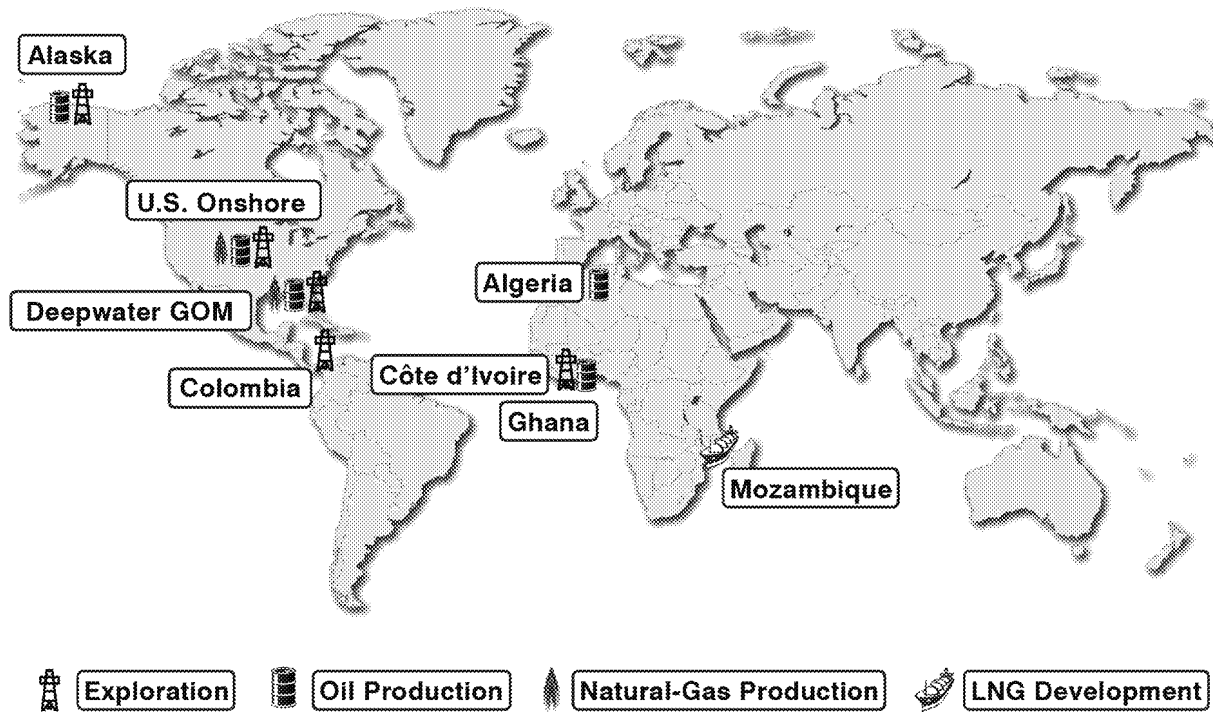 Alaska
U.S. Onshore
Algeria
Deepwater GOM
Côte d’Ivoire
Colombia
Ghana
Mozambique
Exploration
Oil Production
Natural-Gas Production
LNG Development